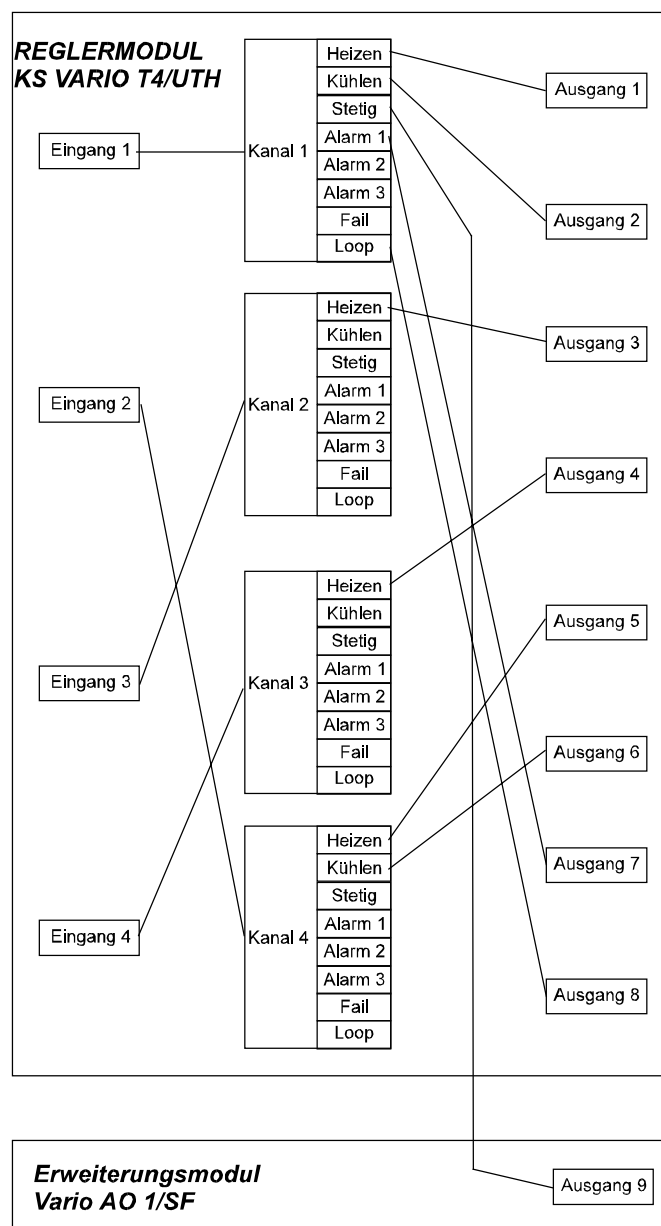 REGLERMODUL
KS VARIO T4/UTH
Eingang 1
Kanal 1
Heizen
Kühlen
Stetig
Alarm 1
Alarm 2
Alarm 3
Fail
Loop
Ausgang 1
Ausgang 2
Eingang 2
Kanal 2
Heizen
Kühlen
Stetig
Alarm 1
Alarm 2
Alarm 3
Fail
Loop
Ausgang 3
Ausgang 4
Eingang 3
Kanal 3
Heizen
Kühlen
Stetig
Alarm 1
Alarm 2
Alarm 3
Fail
Loop
Ausgang 5
Ausgang 6
Eingang 4
Kanal 4
Heizen
Kühlen
Stetig
Alarm 1
Alarm 2
Alarm 3
Fail
Loop
Ausgang 7
Ausgang 8
Erweiterungsmodul
Vario AO 1/SF
Ausgang 9